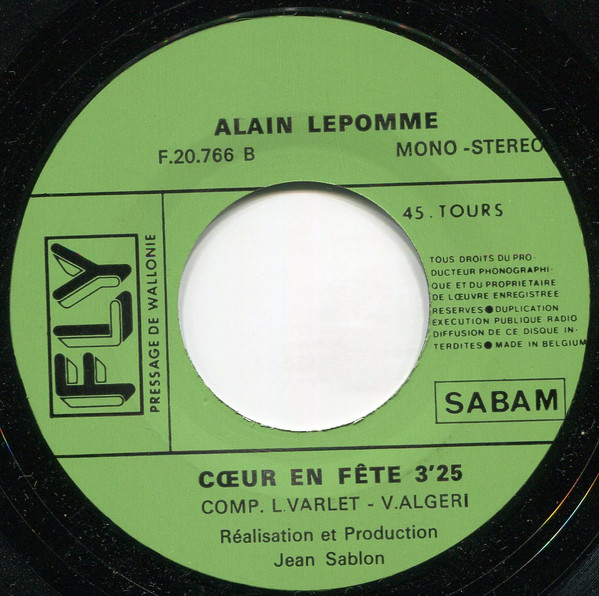 ALAIN LEPOMME
F.20.766 B MONO-STEREO
45. TOURS
FLY
PRESSAGE DE WALLONIE
TOUS DROITS DU PRO-
DUCTEUR PHONOGRAPHI-
QUE ET DU PROPRIETAIRE
DE L'ŒUVRE ENREGISTREE
RESERVES ● DUPLICATION
EXECUTION PUBLIQUE RADIO
DIFFUSION DE CE DISQUE IN-
TERDITES ● MADE IN BELGIUM
SABAM
CŒUR EN FÊTE 3'25
COMP. L.VARLET - V.ALGERI
Réalisation et Production
Jean Sablon